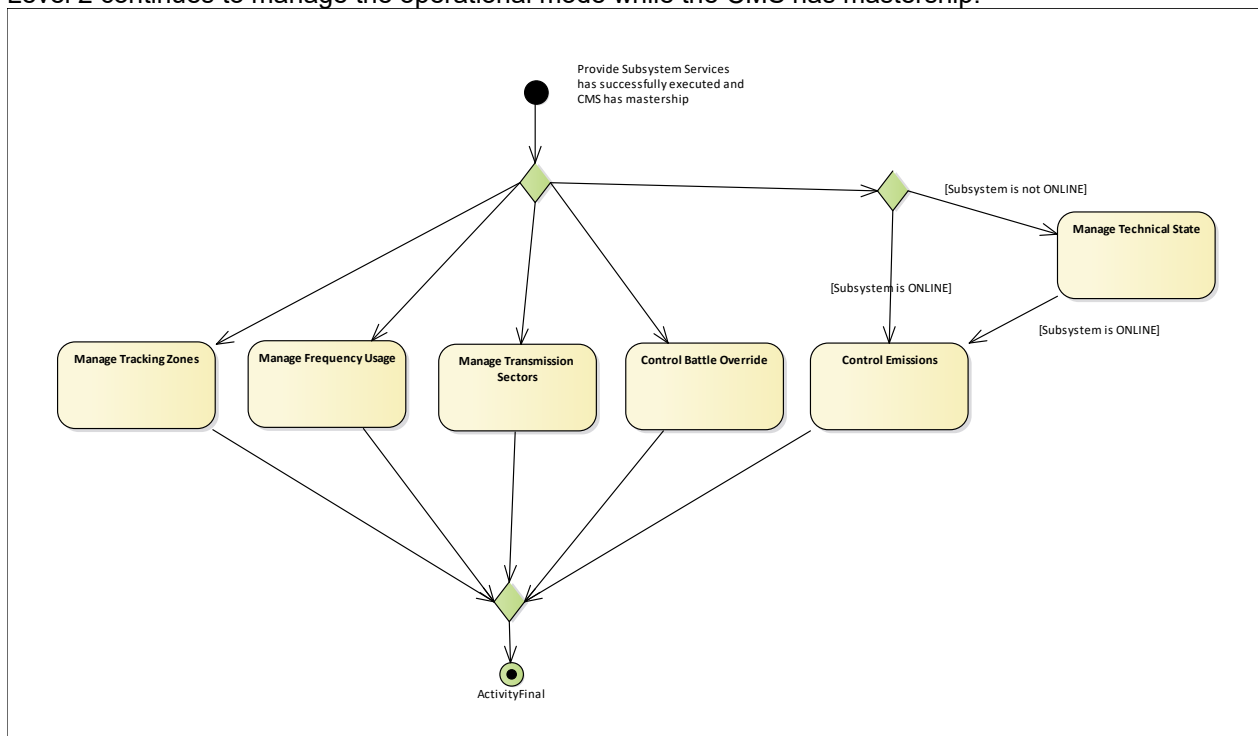 Level 2 continues to manage the operational mode while the CMS has mastership.
Provide Subsystem Services
has successfully executed and
CMS has mastership
[Subsystem is not ONLINE]
Manage Technical State
[Subsystem is ONLINE]
[Subsystem is ONLINE]
Manage Tracking Zones
Manage Frequency Usage
Manage Transmission
Sectors
Control Battle Override
Control Emissions
ActivityFinal